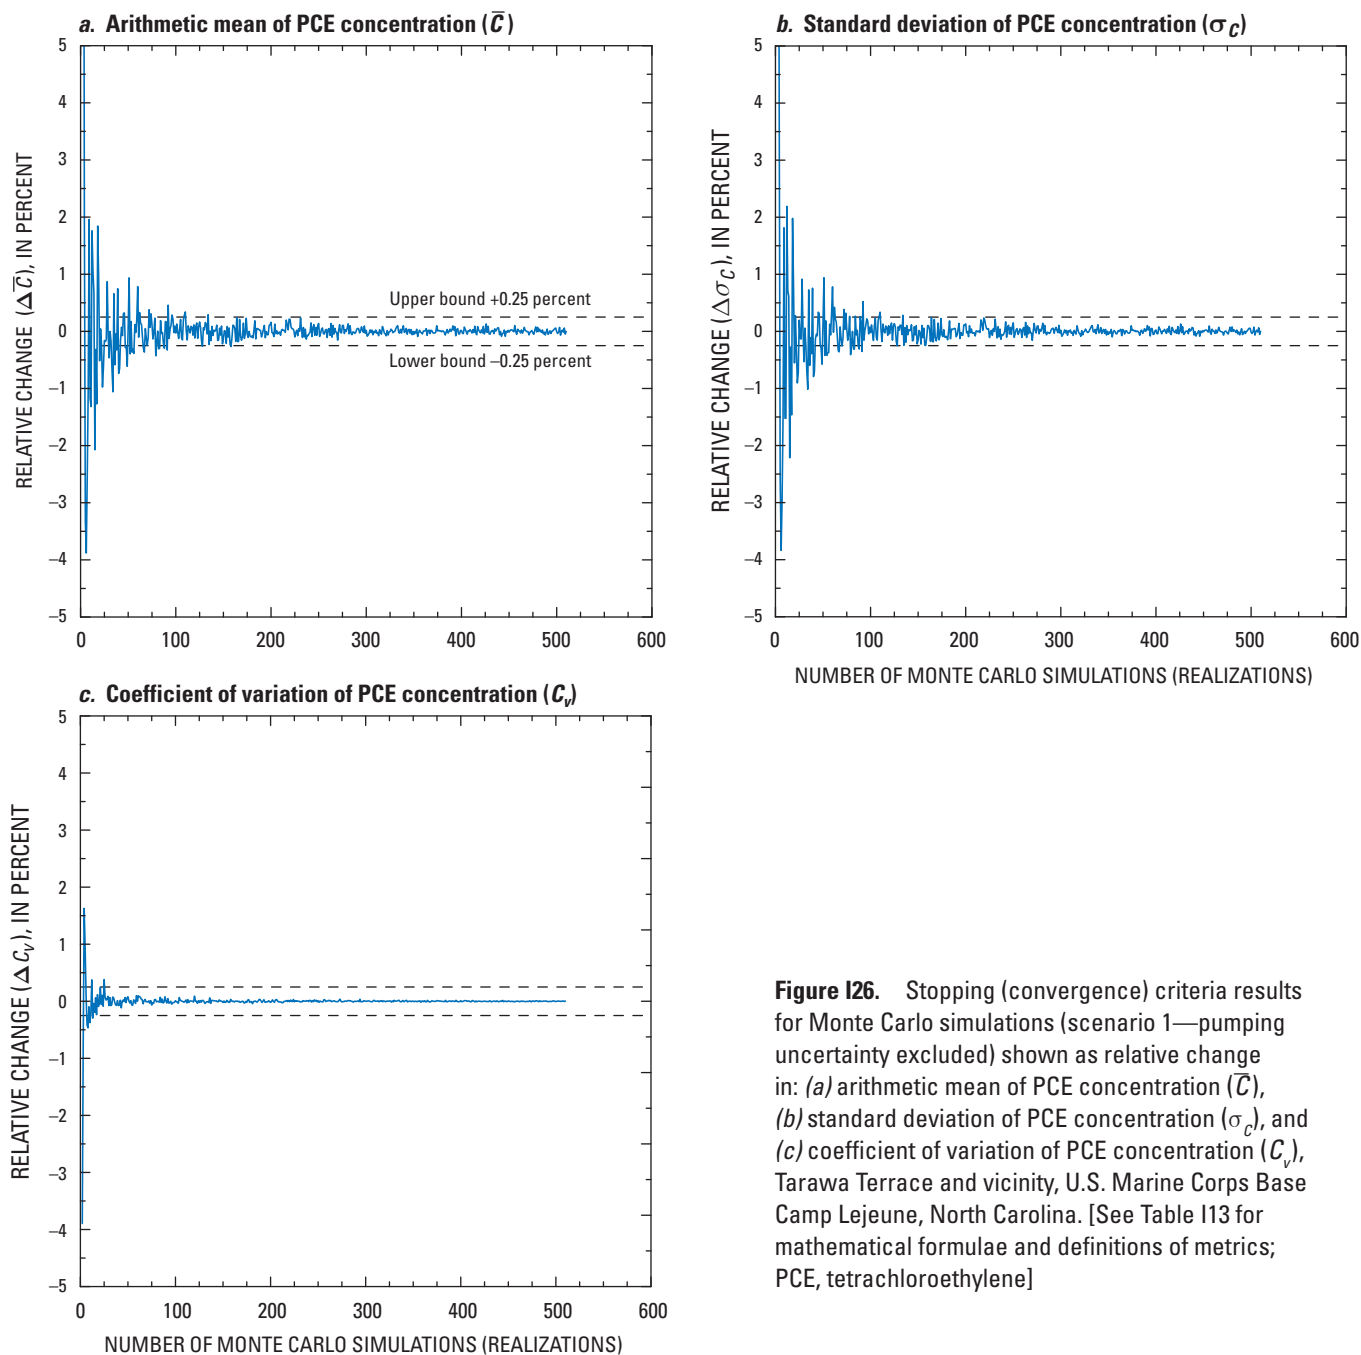 a. Arithmetic mean of PCE concentration (C̅)
5
4
3
2
1
0
–1
–2
–3
–4
–5
RELATIVE CHANGE (ΔC̅), IN PERCENT
Upper bound +0.25 percent
Lower bound –0.25 percent
0 100 200 300 400 500 600
b. Standard deviation of PCE concentration (σC)
5
4
3
2
1
0
–1
–2
–3
–4
–5
RELATIVE CHANGE (ΔσC), IN PERCENT
0 100 200 300 400 500 600
NUMBER OF MONTE CARLO SIMULATIONS (REALIZATIONS)
c. Coefficient of variation of PCE concentration (Cv)
5
4
3
2
1
0
–1
–2
–3
–4
–5
RELATIVE CHANGE (ΔCv), IN PERCENT
0 100 200 300 400 500 600
NUMBER OF MONTE CARLO SIMULATIONS (REALIZATIONS)
Figure I26. Stopping (convergence) criteria results
for Monte Carlo simulations (scenario 1—pumping
uncertainty excluded) shown as relative change
in: (a) arithmetic mean of PCE concentration (C̅),
(b) standard deviation of PCE concentration (σC), and
(c) coefficient of variation of PCE concentration (Cv),
Tarawa Terrace and vicinity, U.S. Marine Corps Base
Camp Lejeune, North Carolina. [See Table I13 for
mathematical formulae and definitions of metrics;
PCE, tetrachloroethylene]